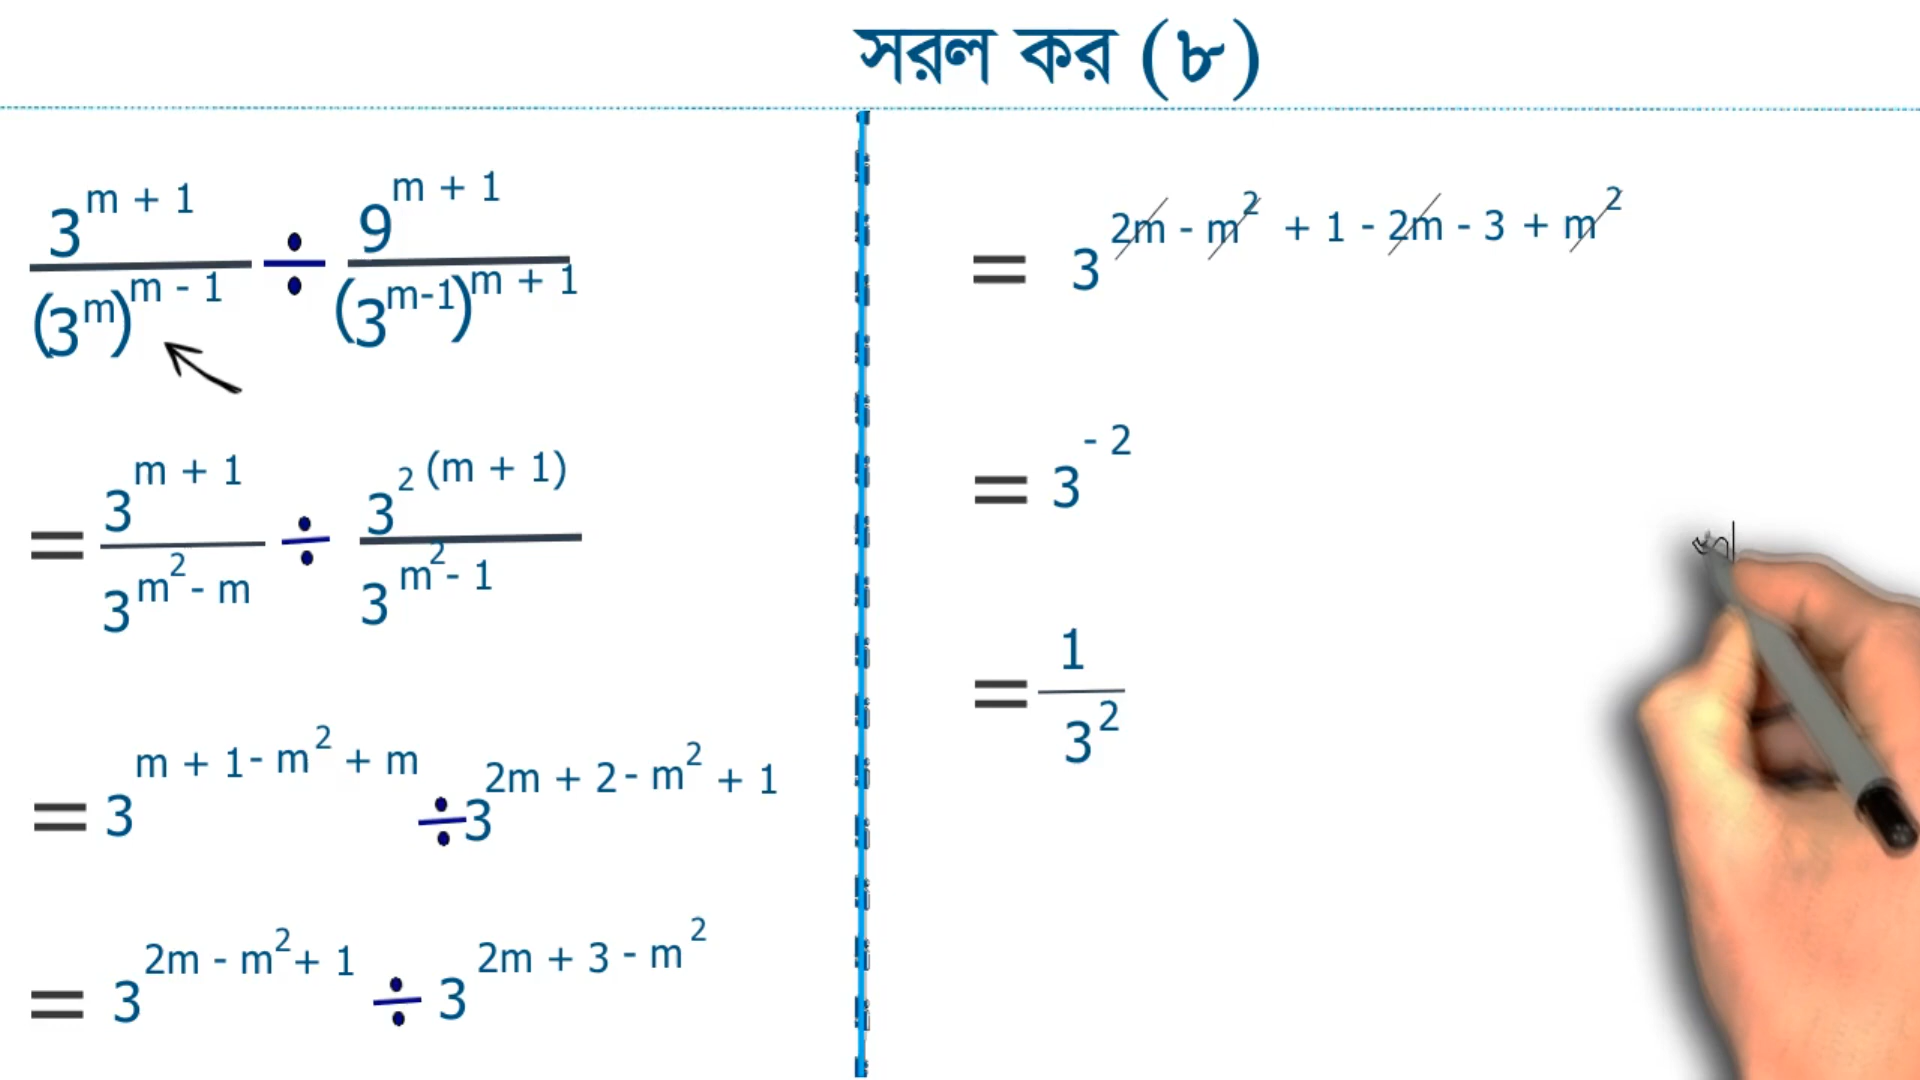 সরল কর (৮)
3^(m + 1) / (3^m)^(m - 1) ÷ 9^(m + 1) / (3^(m-1))^(m + 1)
= 3^(m + 1) / 3^(m² - m) ÷ 3^(2 (m + 1)) / 3^(m² - 1)
= 3^(m + 1 - m² + m) ÷ 3^(2m + 2 - m² + 1)
= 3^(2m - m² + 1) ÷ 3^(2m + 3 - m²)
= 3^(2m - m² + 1 - 2m - 3 + m²)
= 3^(- 2)
= 1 / 3²